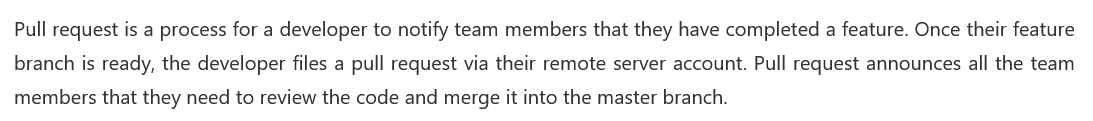 Pull request is a process for a developer to notify team members that they have completed a feature. Once their feature
branch is ready, the developer files a pull request via their remote server account. Pull request announces all the team
members that they need to review the code and merge it into the master branch.